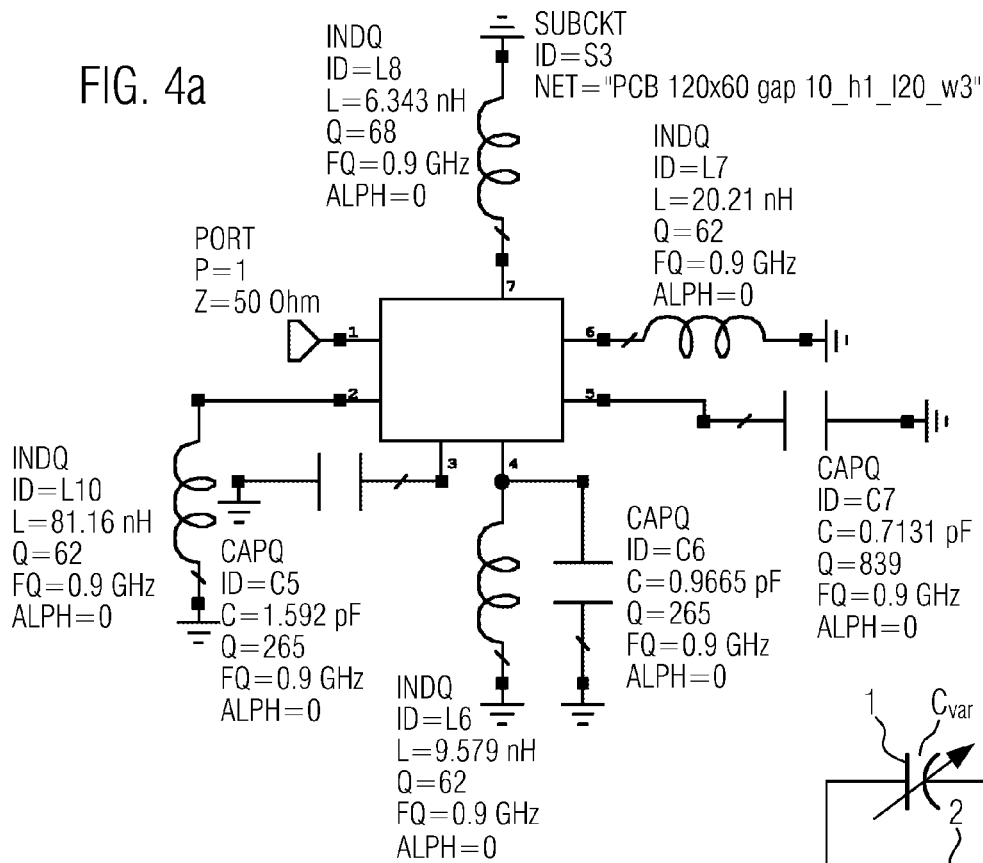 FIG. 4a
INDQ
ID=L8
L=6.343 nH
Q=68
FQ=0.9 GHz
ALPH=0
SUBCKT
ID=S3
NET="PCB 120x60 gap 10_h1_l20_w3"
INDQ
ID=L7
L=20.21 nH
Q=62
FQ=0.9 GHz
ALPH=0
PORT
P=1
Z=50 Ohm
7
1
6
2
5
3
4
INDQ
ID=L10
L=81.16 nH
Q=62
FQ=0.9 GHz
ALPH=0
CAPQ
ID=C5
C=1.592 pF
Q=265
FQ=0.9 GHz
ALPH=0
INDQ
ID=L6
L=9.579 nH
Q=62
FQ=0.9 GHz
ALPH=0
CAPQ
ID=C6
C=0.9665 pF
Q=265
FQ=0.9 GHz
ALPH=0
CAPQ
ID=C7
C=0.7131 pF
Q=839
FQ=0.9 GHz
ALPH=0
1
Cvar
2